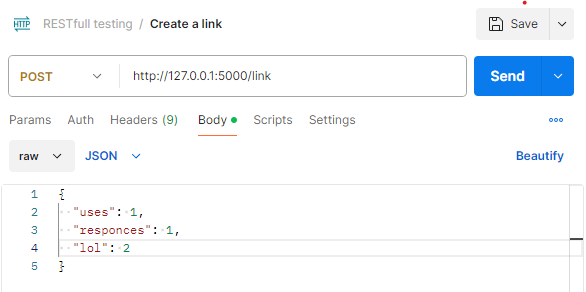 HTTP RESTfull testing / Create a link Save
POST http://127.0.0.1:5000/link Send
Params Auth Headers (9) Body Scripts Settings
raw JSON Beautify
1 {
2 "uses": 1,
3 "responces": 1,
4 "lol": 2
5 }